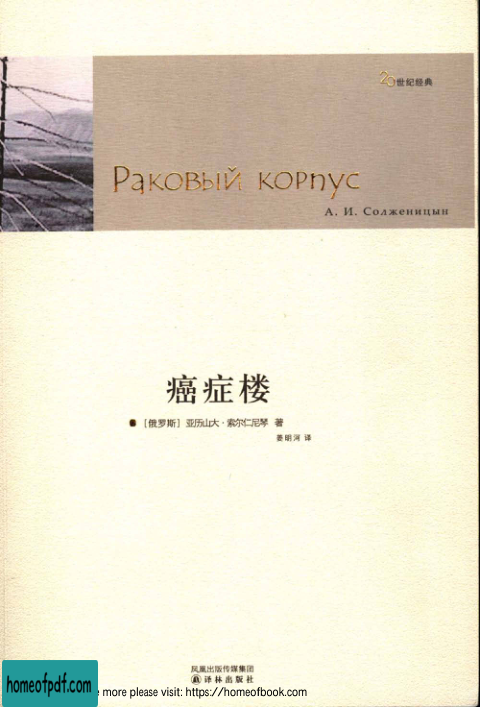 20世纪经典
Раковый корпус
А. И. Солженицын
癌症楼
[俄罗斯] 亚历山大·索尔仁尼琴 著
姜明河 译
凤凰出版传媒集团
译林出版社
homeofpdf.com
e more please visit: https://homeofbook.com